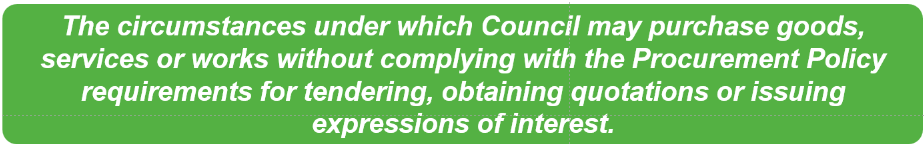 The circumstances under which Council may purchase goods,
services or works without complying with the Procurement Policy
requirements for tendering, obtaining quotations or issuing
expressions of interest.